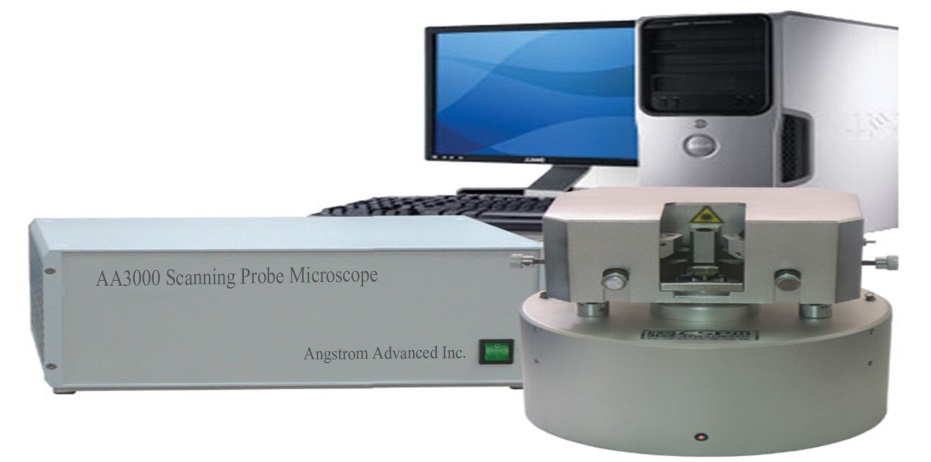 AA3000 Scanning Probe Microscope
Angstrom Advanced Inc.